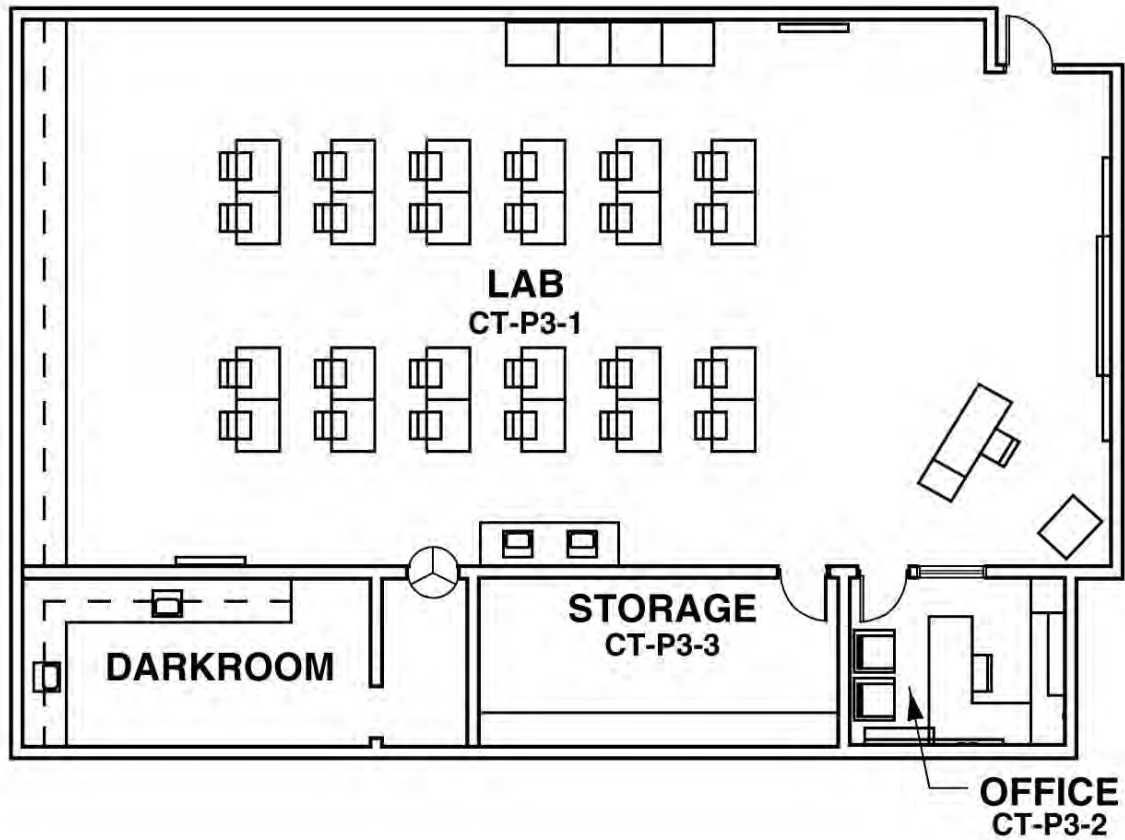 LAB
CT-P3-1
STORAGE
CT-P3-3
DARKROOM
OFFICE
CT-P3-2